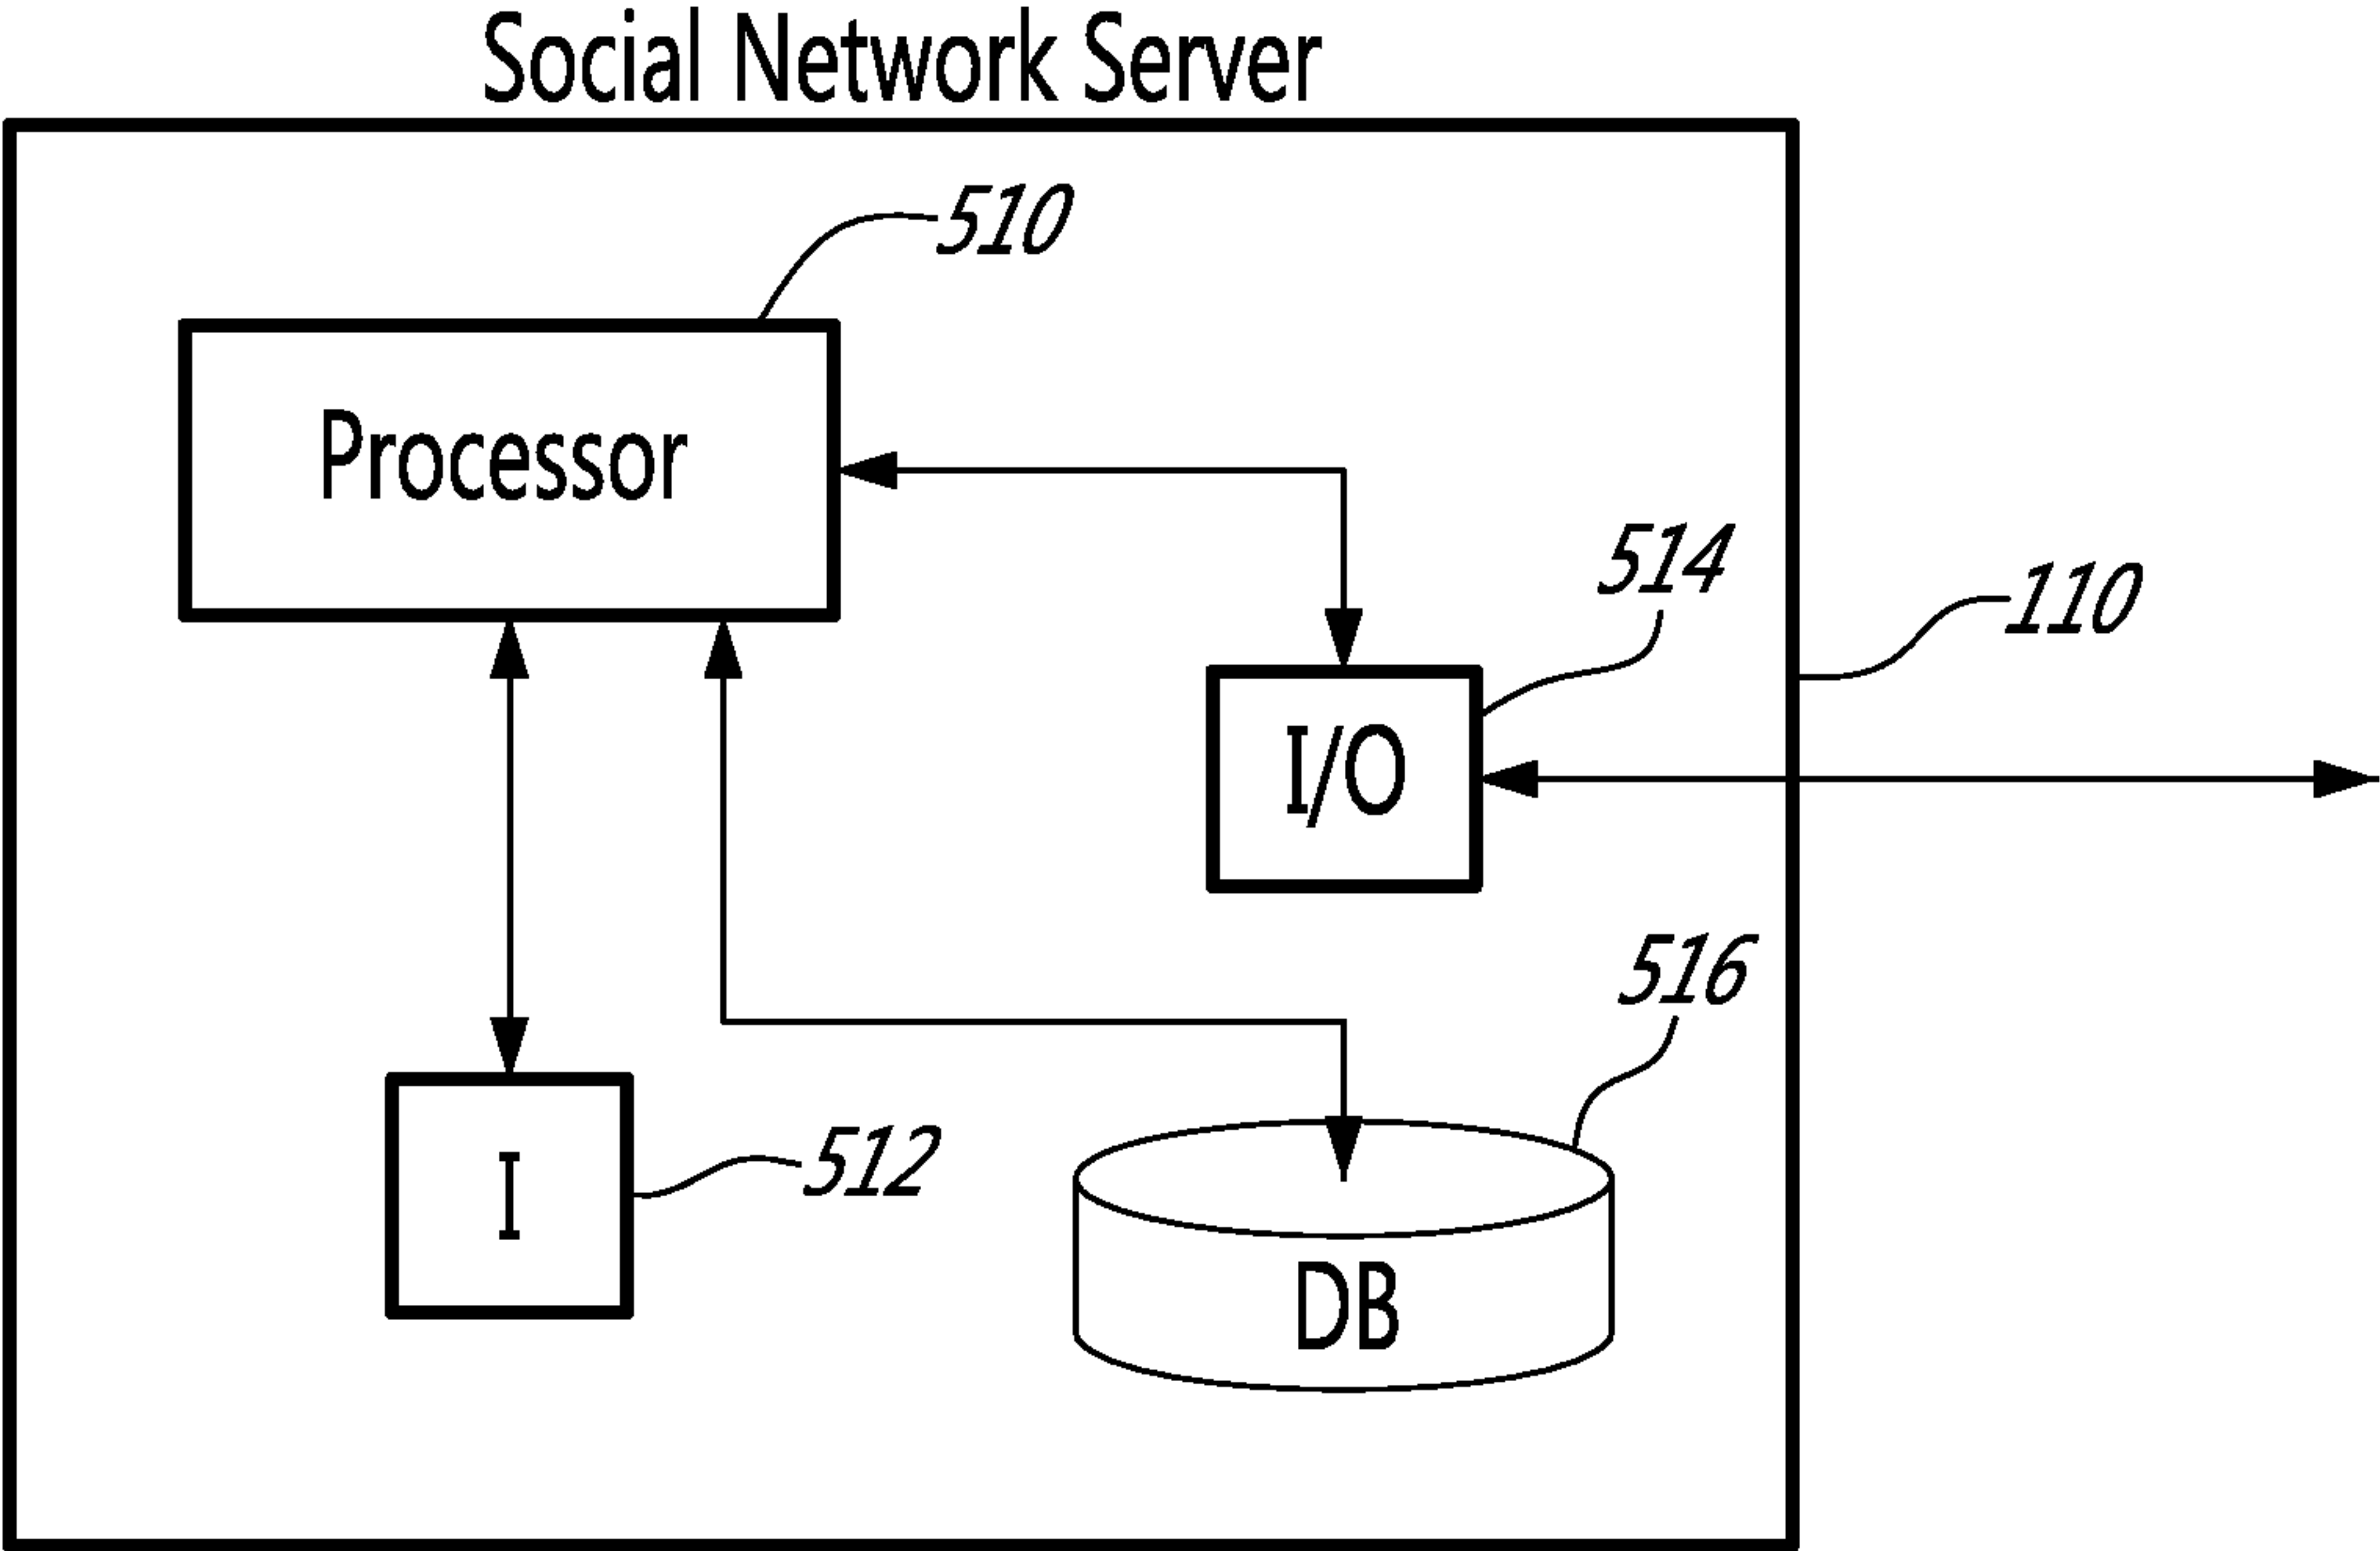 Social Network Server
510
Processor
514
110
I/O
516
I
512
DB